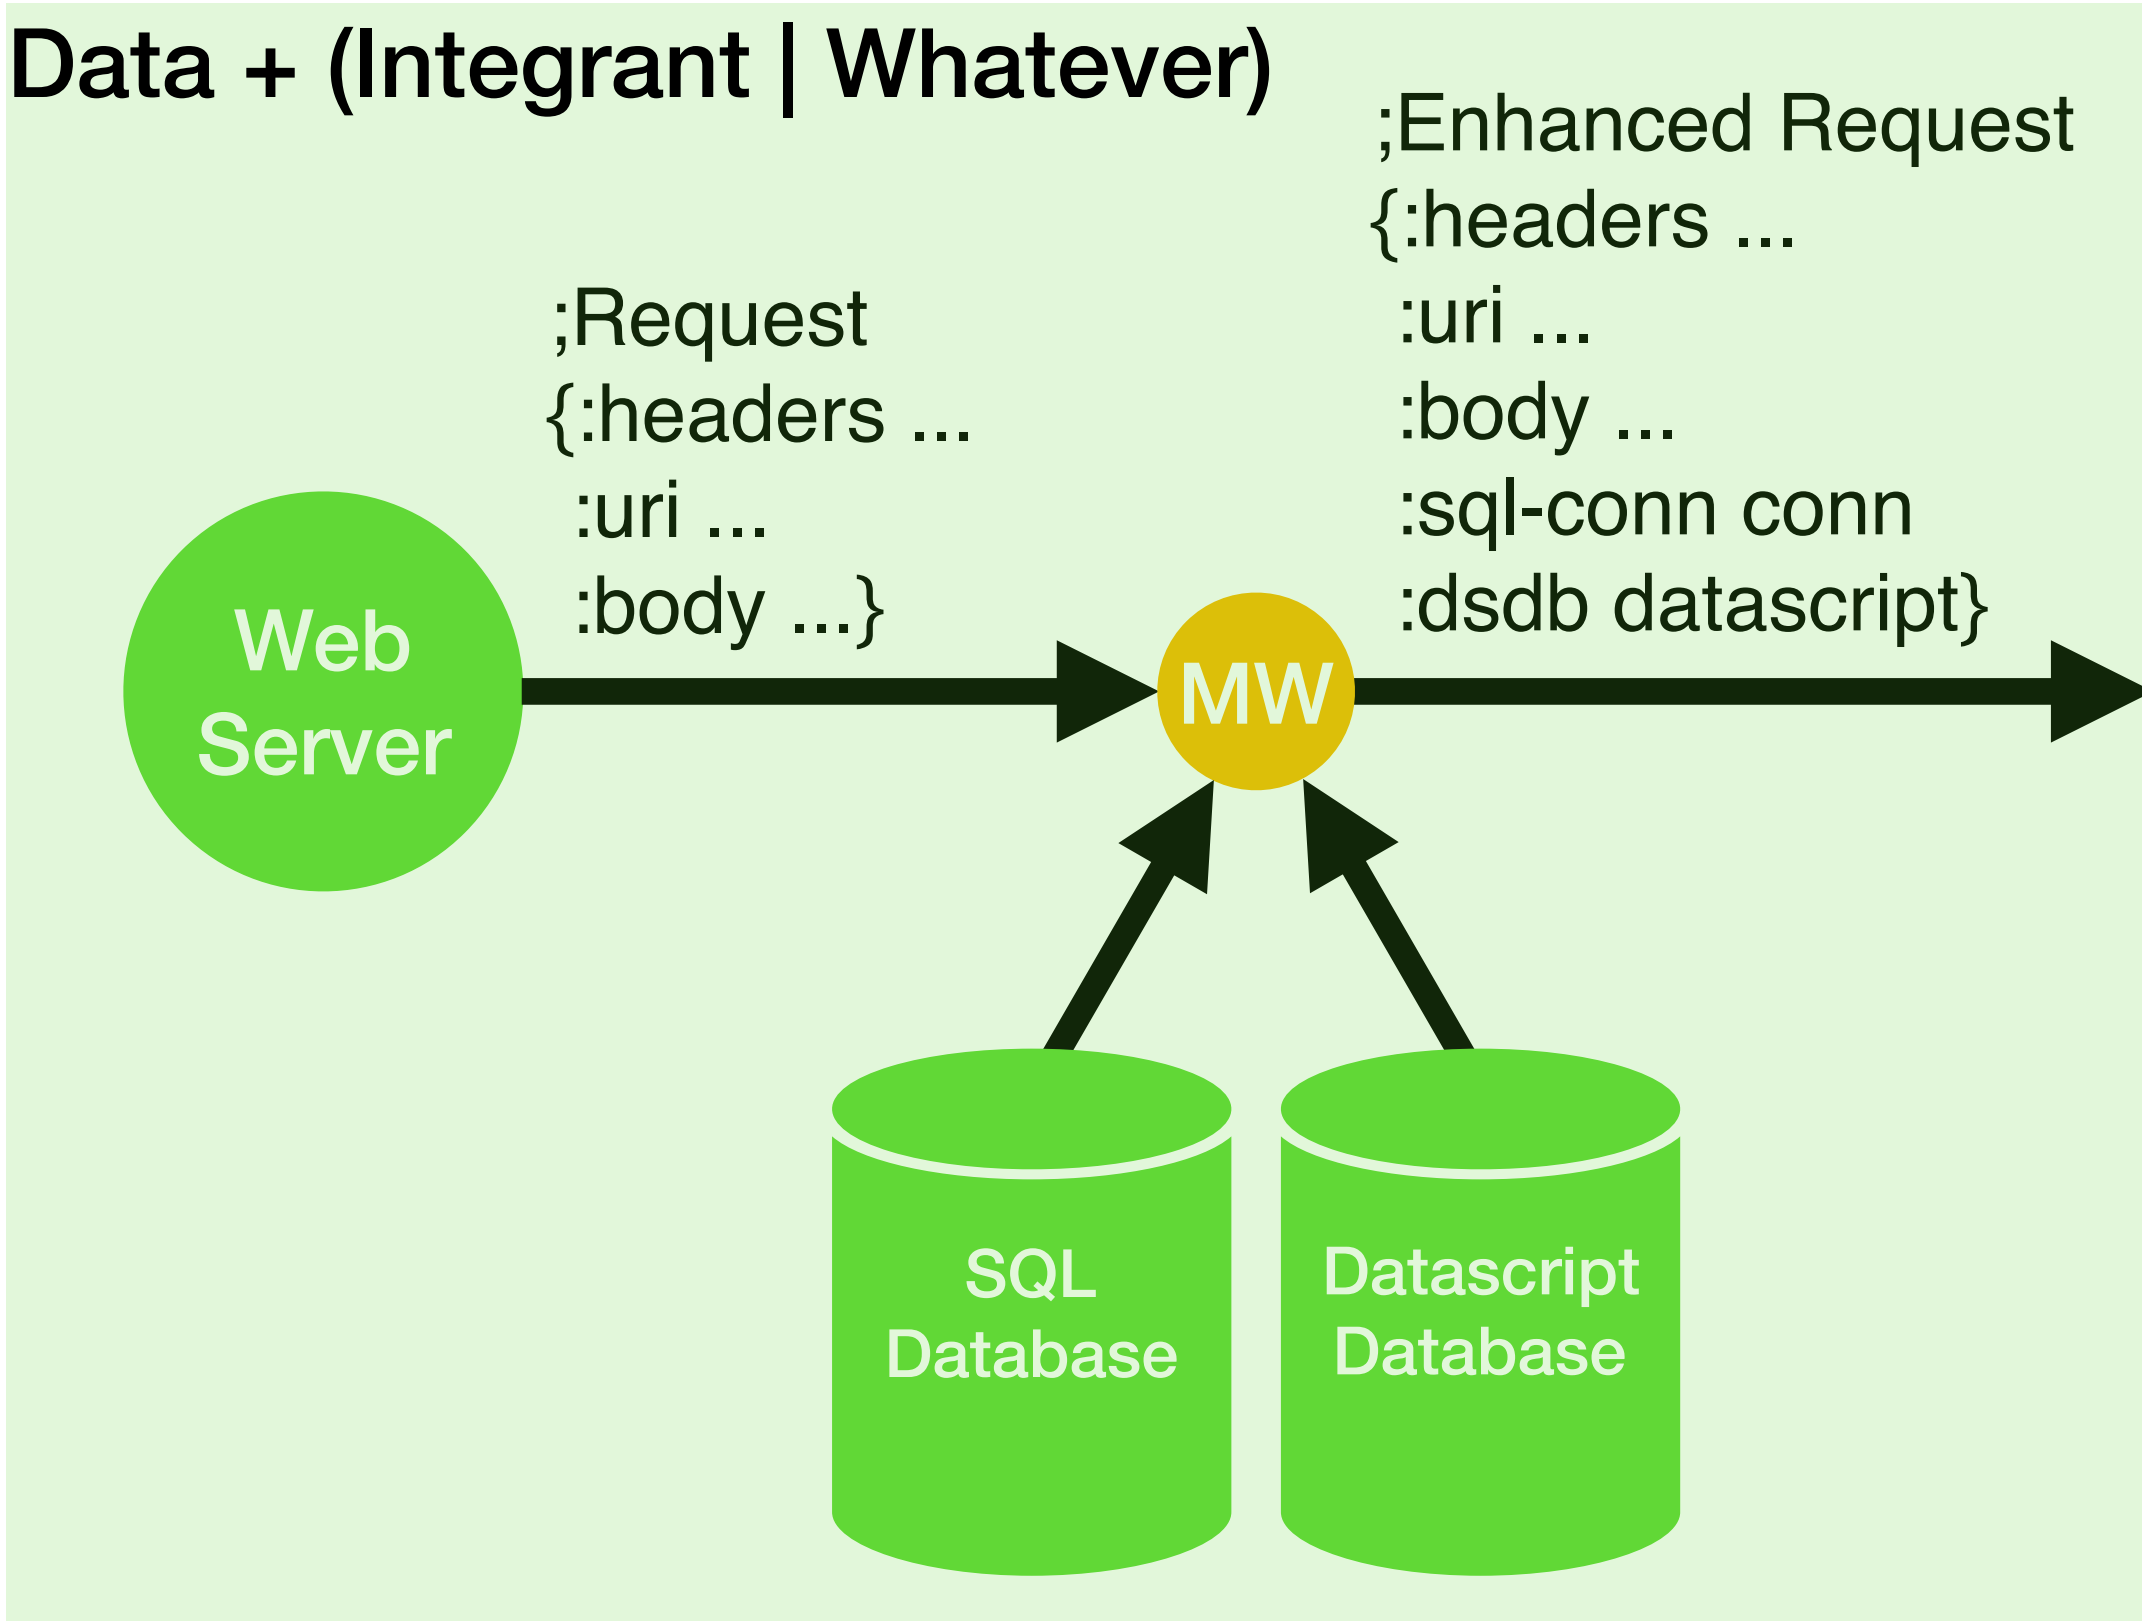 Data + (Integrant | Whatever)
;Request
{:headers ...
:uri ...
:body ...}
;Enhanced Request
{:headers ...
:uri ...
:body ...
:sql-conn conn
:dsdb datascript}
Web
Server
MW
SQL
Database
Datascript
Database